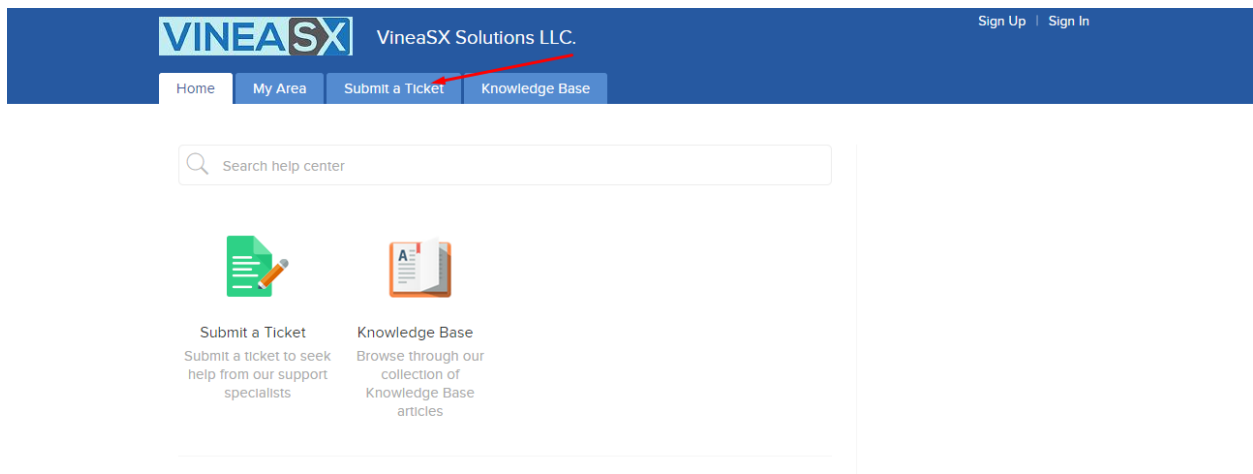 VINEASX VineaSX Solutions LLC.
Sign Up | Sign In
Home My Area Submit a Ticket Knowledge Base
Search help center
A
Submit a Ticket
Submit a ticket to seek
help from our support
specialists
Knowledge Base
Browse through our
collection of
Knowledge Base
articles